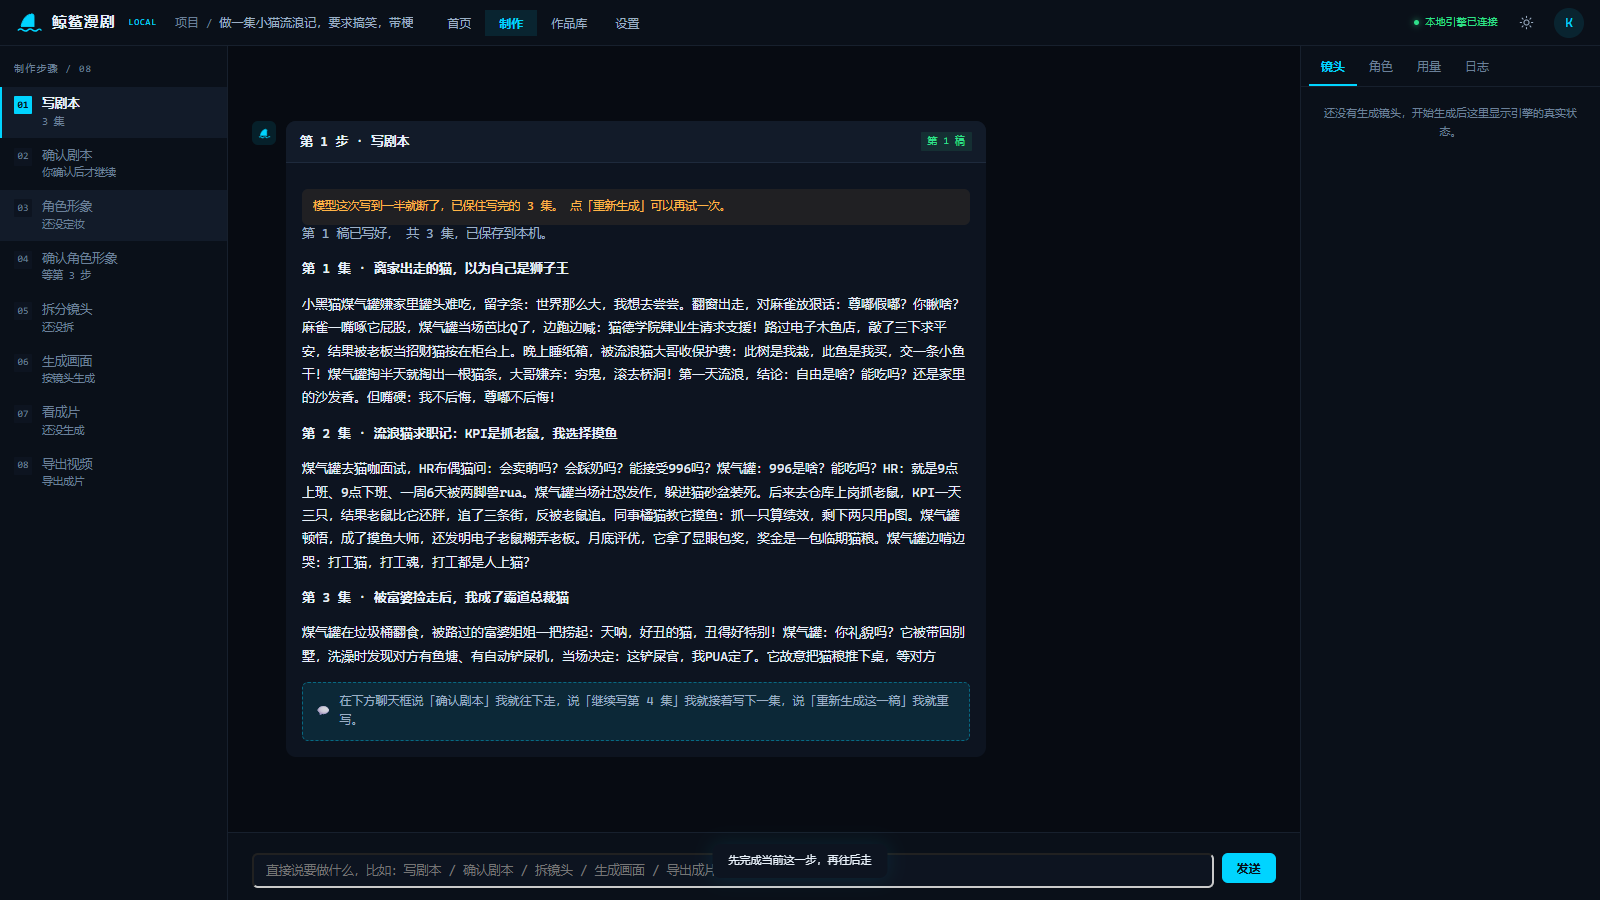 鲸鲨漫剧 LOCAL 项目 / 做一集小猫流浪记，要求搞笑，带梗 首页 制作 作品库 设置 本地引擎已连接 K
制作步骤 / 08
01 写剧本
3 集
02 确认剧本
你确认后才继续
03 角色形象
还没定妆
04 确认角色形象
等第 3 步
05 拆分镜头
还没拆
06 生成画面
按镜头生成
07 看成片
还没生成
08 导出视频
导出成片
第 1 步 · 写剧本 第 1 稿
模型这次写到一半就断了，已保住写完的 3 集。 点「重新生成」可以再试一次。
第 1 稿已写好， 共 3 集，已保存到本机。
第 1 集 · 离家出走的猫，以为自己是狮子王
小黑猫煤气罐嫌家里罐头难吃，留字条：世界那么大，我想去尝尝。翻窗出走，对麻雀放狠话：尊嘟假嘟？你瞅啥？
麻雀一嘴啄它屁股，煤气罐当场芭比Q了，边跑边喊：猫德学院肄业生请求支援！路过电子木鱼店，敲了三下求平
安，结果被老板当招财猫按在柜台上。晚上睡纸箱，被流浪猫大哥收保护费：此树是我栽，此鱼是我买，交一条小鱼
干！煤气罐掏半天就掏出一根猫条，大哥嫌弃：穷鬼，滚去桥洞！第一天流浪，结论：自由是啥？能吃吗？还是家里
的沙发香。但嘴硬：我不后悔，尊嘟不后悔！
第 2 集 · 流浪猫求职记：KPI是抓老鼠，我选择摸鱼
煤气罐去猫咖面试，HR布偶猫问：会卖萌吗？会踩奶吗？能接受996吗？煤气罐：996是啥？能吃吗？HR：就是9点
上班、9点下班、一周6天被两脚兽rua。煤气罐当场社恐发作，躲进猫砂盆装死。后来去仓库上岗抓老鼠，KPI一天
三只，结果老鼠比它还胖，追了三条街，反被老鼠追。同事橘猫教它摸鱼：抓一只算绩效，剩下两只用p图。煤气罐
顿悟，成了摸鱼大师，还发明电子老鼠糊弄老板。月底评优，它拿了显眼包奖，奖金是一包临期猫粮。煤气罐边啃边
哭：打工猫，打工魂，打工都是人上猫？
第 3 集 · 被富婆捡走后，我成了霸道总裁猫
煤气罐在垃圾桶翻食，被路过的富婆姐姐一把捞起：天呐，好丑的猫，丑得好特别！煤气罐：你礼貌吗？它被带回别
墅，洗澡时发现对方有鱼塘、有自动铲屎机，当场决定：这铲屎官，我PUA定了。它故意把猫粮推下桌，等对方
在下方聊天框说「确认剧本」我就往下走，说「继续写第 4 集」我就接着写下一集，说「重新生成这一稿」我就重
写。
直接说要做什么，比如：写剧本 / 确认剧本 / 拆镜头 / 生成画面 / 导出成片
先完成当前这一步，再往后走
发送
镜头 角色 用量 日志
还没有生成镜头，开始生成后这里显示引擎的真实状
态。